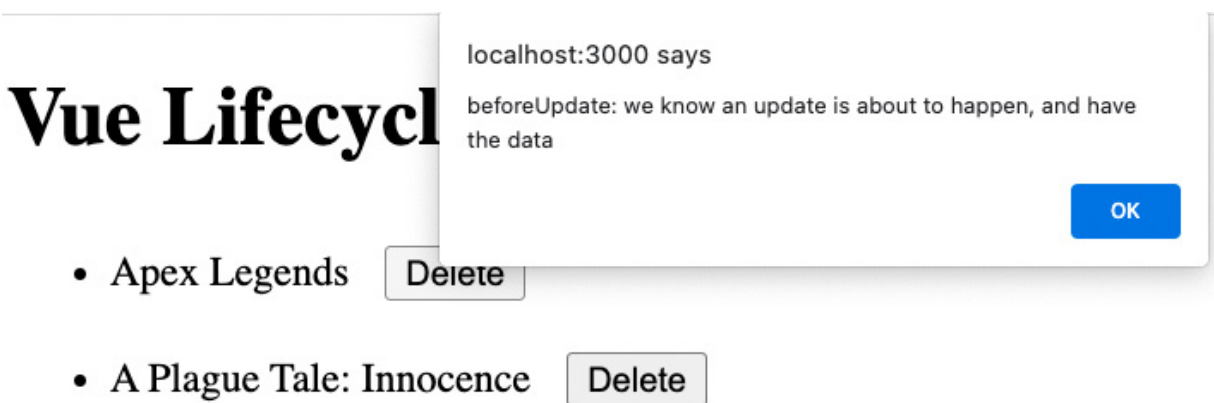 localhost:3000 says
beforeUpdate: we know an update is about to happen, and have
the data
OK
Vue Lifecycl
• Apex Legends Delete
• A Plague Tale: Innocence Delete